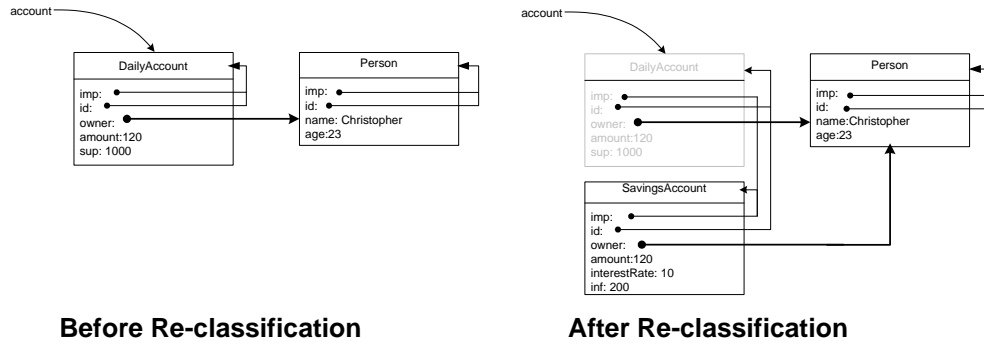 account
DailyAccount
imp:
id:
owner:
amount:120
sup: 1000
Person
imp:
id:
name: Christopher
age:23
Before Re-classification
account
DailyAccount
imp:
id:
owner:
amount:120
sup: 1000
Person
imp:
id:
name:Christopher
age:23
SavingsAccount
imp:
id:
owner:
amount:120
interestRate: 10
inf: 200
After Re-classification